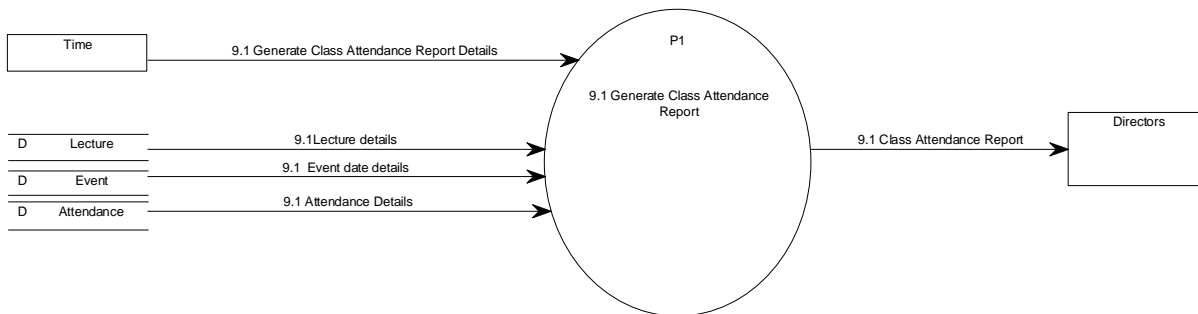 Time
9.1 Generate Class Attendance Report Details
P1
9.1 Generate Class Attendance
Report
D Lecture
9.1Lecture details
D Event
9.1 Event date details
D Attendance
9.1 Attendance Details
9.1 Class Attendance Report
Directors